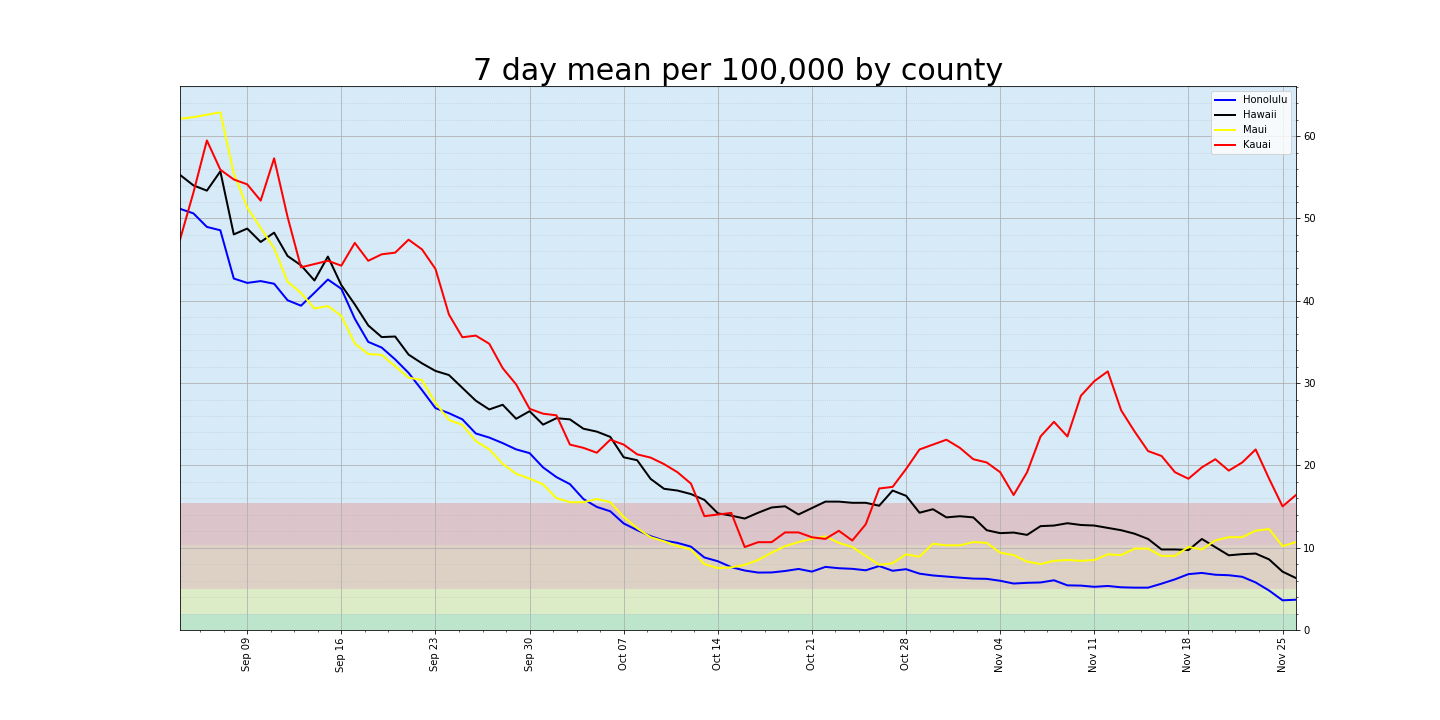 7 day mean per 100,000 by county
Honolulu
Hawaii
Maui
Kauai
60
50
40
30
20
10
0
Sep 09
Sep 16
Sep 23
Sep 30
Oct 07
Oct 14
Oct 21
Oct 28
Nov 04
Nov 11
Nov 18
Nov 25